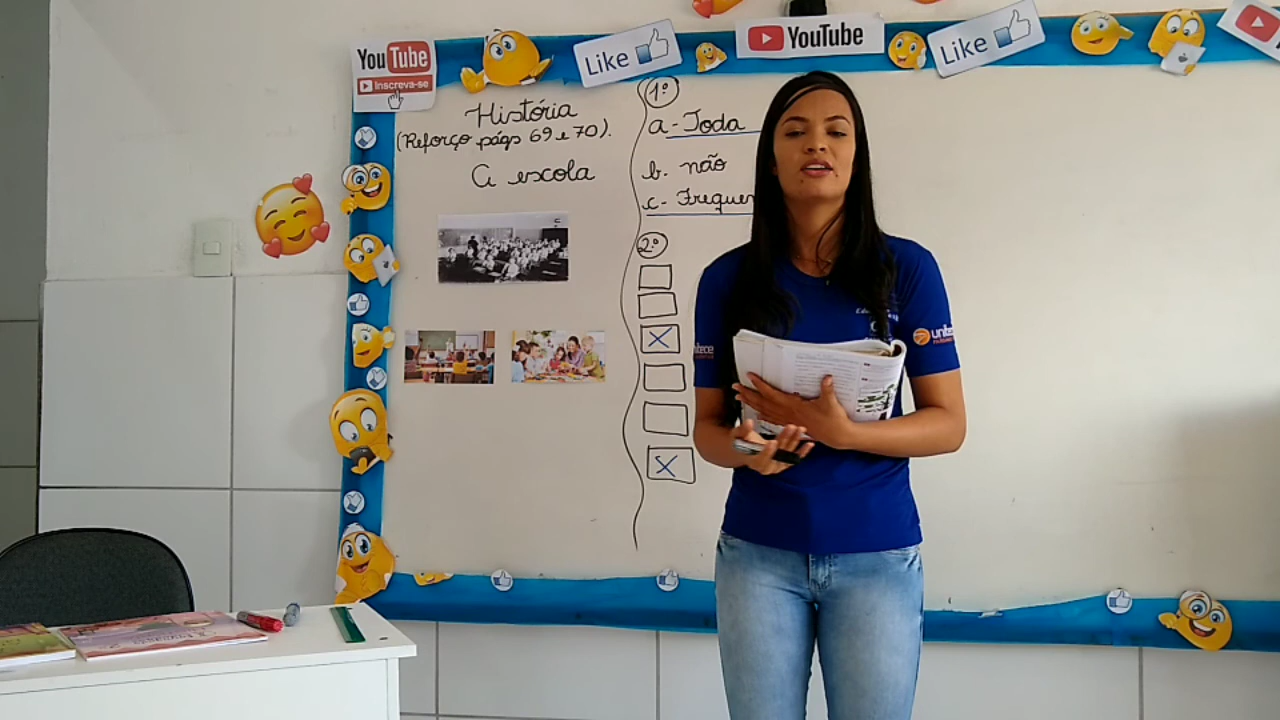 YouTube
Inscreva-se
Like
YouTube
Like
História
(Reforço págs 69 e 70).
A escola
1º
a - Toda
b. não
c - Frequen
2º
X
X